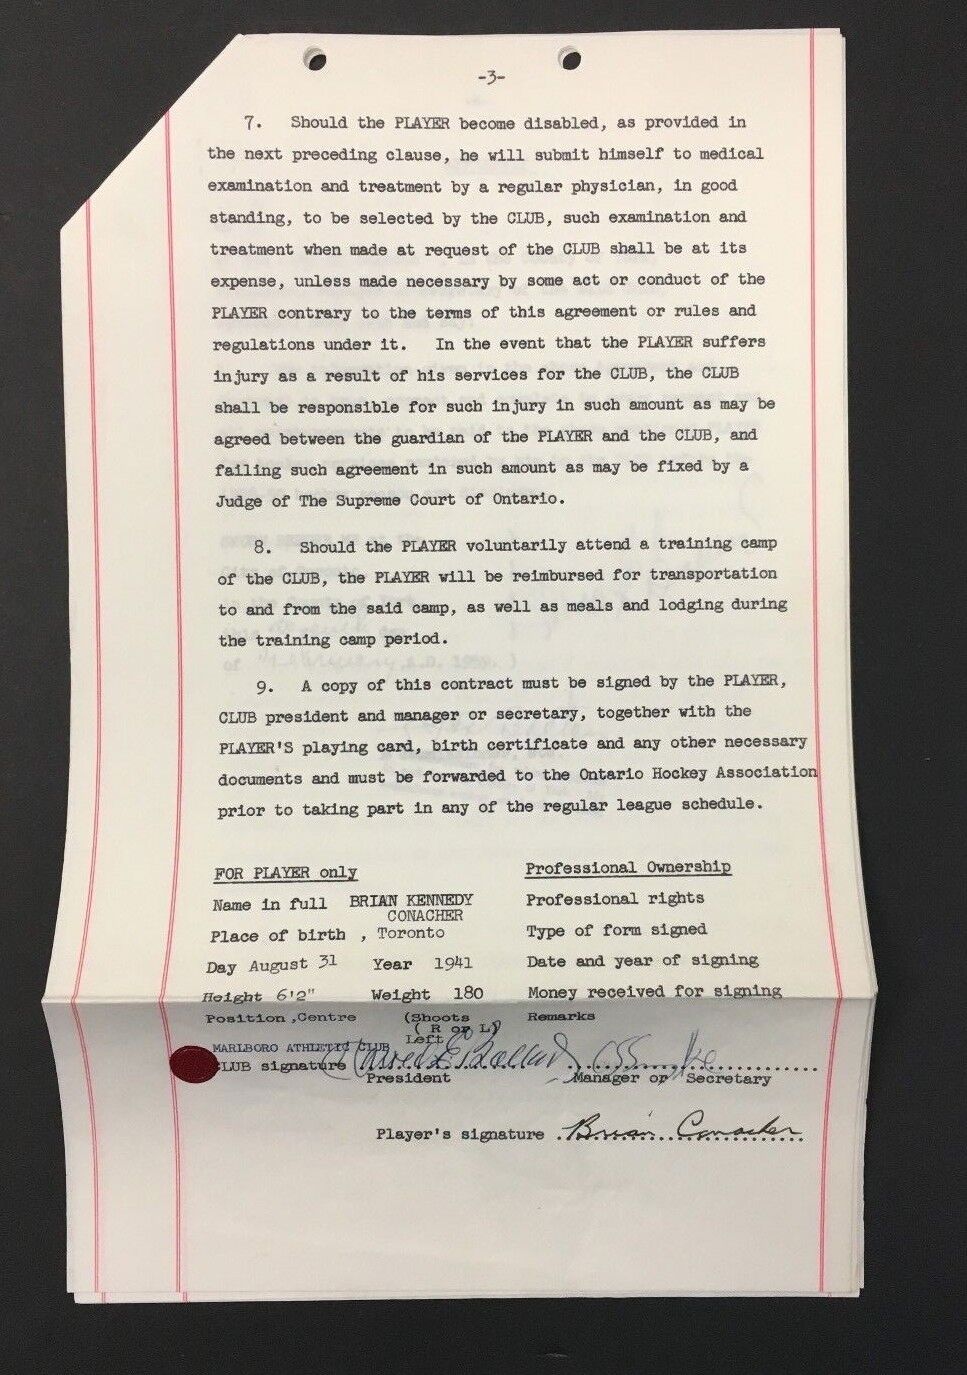 -3-
7. Should the PLAYER become disabled, as provided in
the next preceding clause, he will submit himself to medical
examination and treatment by a regular physician, in good
standing, to be selected by the CLUB, such examination and
treatment when made at request of the CLUB shall be at its
expense, unless made necessary by some act or conduct of the
PLAYER contrary to the terms of this agreement or rules and
regulations under it. In the event that the PLAYER suffers
injury as a result of his services for the CLUB, the CLUB
shall be responsible for such injury in such amount as may be
agreed between the guardian of the PLAYER and the CLUB, and
failing such agreement in such amount as may be fixed by a
Judge of The Supreme Court of Ontario.
8. Should the PLAYER voluntarily attend a training camp
of the CLUB, the PLAYER will be reimbursed for transportation
to and from the said camp, as well as meals and lodging during
the training camp period.
9. A copy of this contract must be signed by the PLAYER,
CLUB president and manager or secretary, together with the
PLAYER'S playing card, birth certificate and any other necessary
documents and must be forwarded to the Ontario Hockey Association
prior to taking part in any of the regular league schedule.
FOR PLAYER only Professional Ownership
Name in full BRIAN KENNEDY Professional rights
CONACHER
Place of birth , Toronto Type of form signed
Day August 31 Year 1941 Date and year of signing
Height 6'2" Weight 180 Money received for signing
Position ,Centre (Shoots Remarks
( R or L)
Left
MARLBORO ATHLETIC CLUB
CLUB signature Harold E Ballard
President Manager or Secretary
Player's signature Brian Conacher